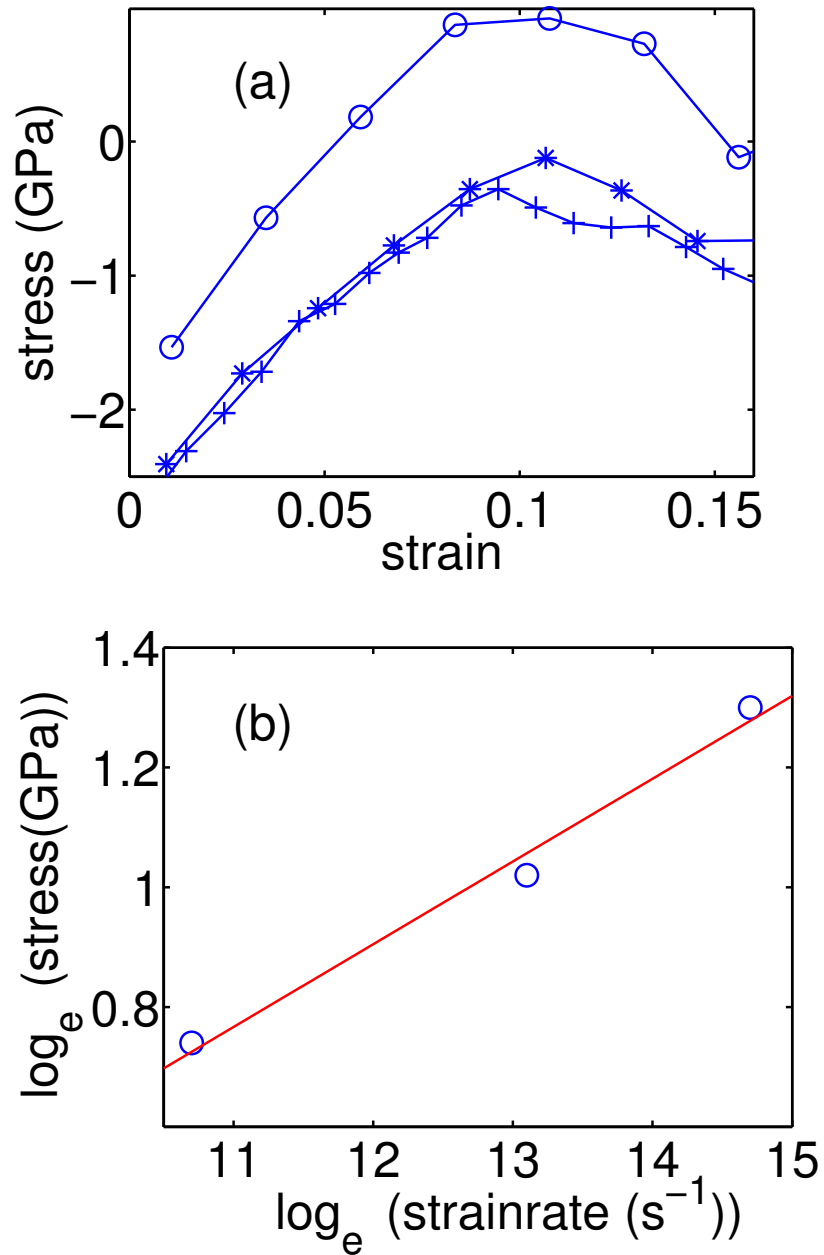 (a)
stress (GPa)
0
−1
−2
0 0.05 0.1 0.15
strain
(b)
log_e (stress(GPa))
1.4
1.2
1
0.8
11 12 13 14 15
log_e (strainrate (s⁻¹))